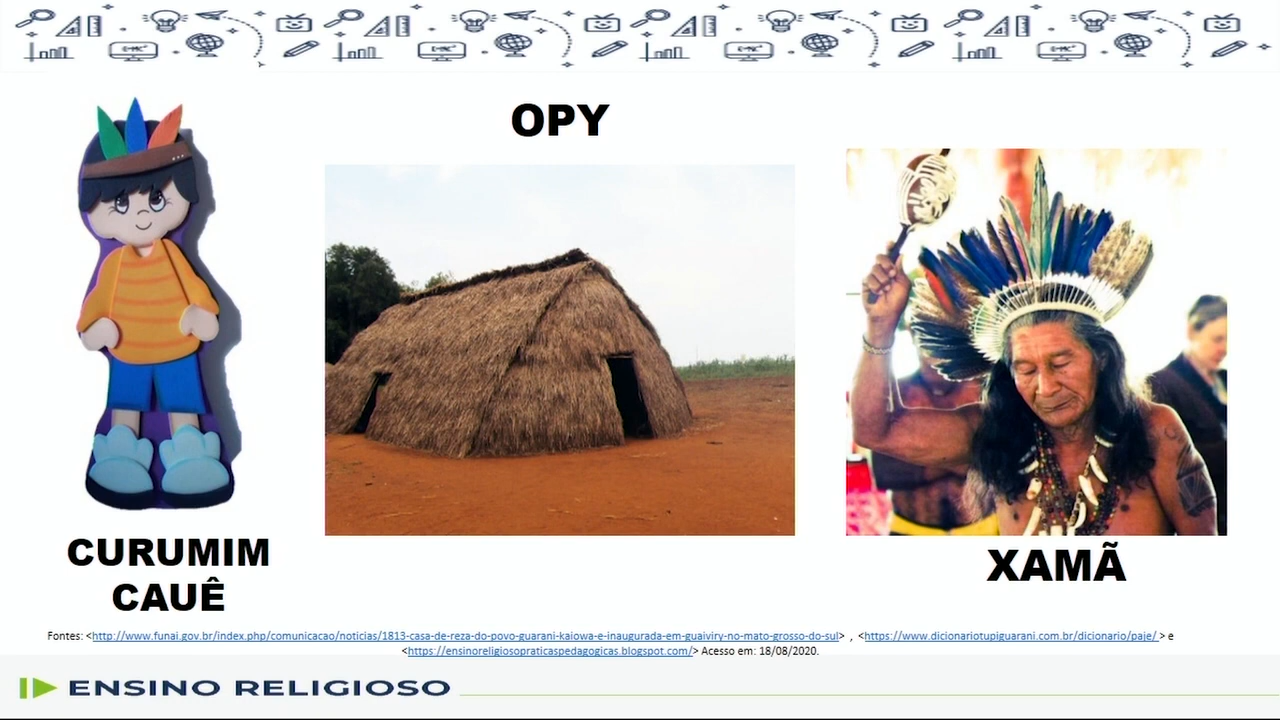 OPY
CURUMIM
CAUÊ
XAMÃ
Fontes: <http://www.funai.gov.br/index.php/comunicacao/noticias/1813-casa-de-reza-do-povo-guarani-kaiowa-e-inaugurada-em-guaiviry-no-mato-grosso-do-sul> , <https://www.dicionariotupiguarani.com.br/dicionario/paje/ > e
<https://ensinoreligiosopraticaspedagogicas.blogspot.com/> Acesso em: 18/08/2020.
ENSINO RELIGIOSO